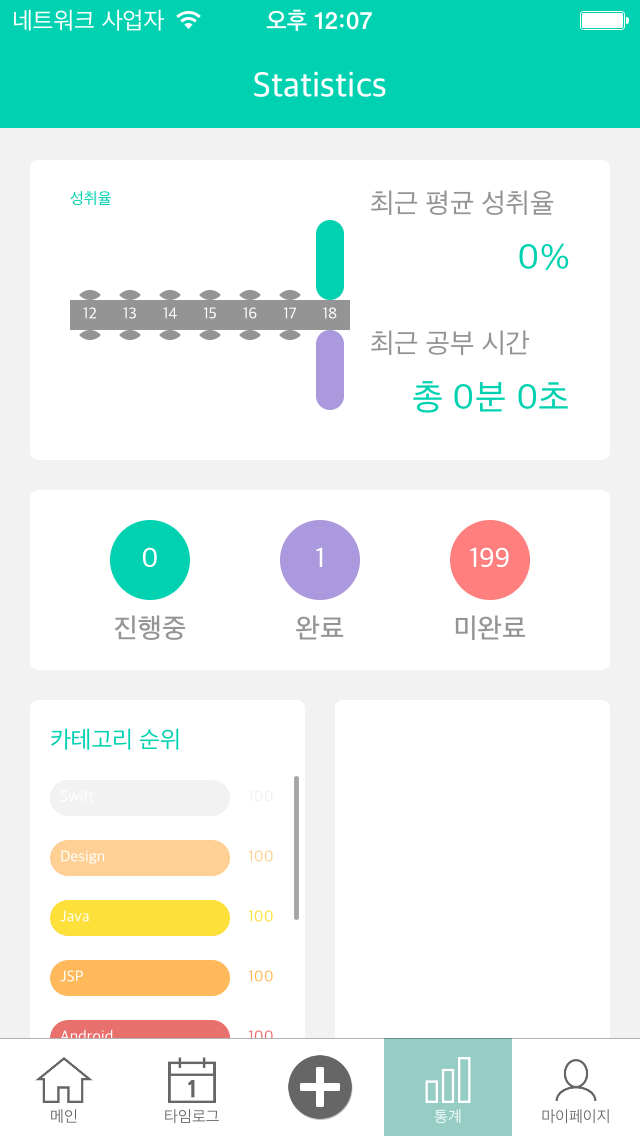 네트워크 사업자 오후 12:07
Statistics
성취율
12 13 14 15 16 17 18
최근 평균 성취율
0%
최근 공부 시간
총 0분 0초
0 1 199
진행중 완료 미완료
카테고리 순위
Swift 100
Design 100
Java 100
JSP 100
Android 100
메인 타임로그 통계 마이페이지
1